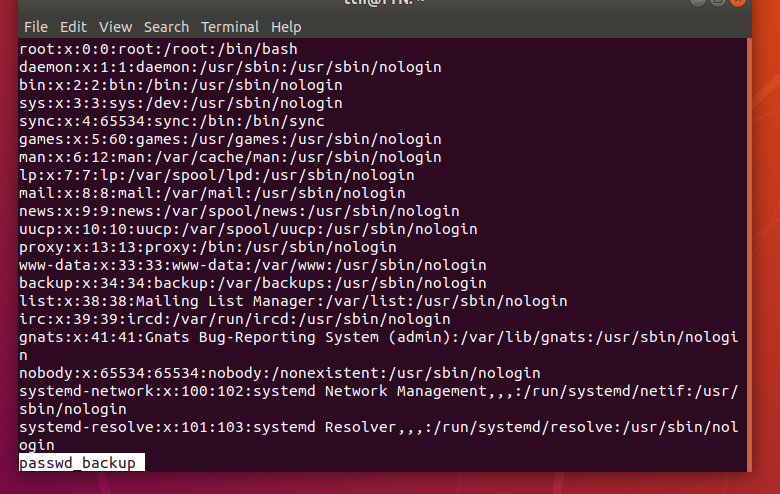 File Edit View Search Terminal Help
root:x:0:0:root:/root:/bin/bash
daemon:x:1:1:daemon:/usr/sbin:/usr/sbin/nologin
bin:x:2:2:bin:/bin:/usr/sbin/nologin
sys:x:3:3:sys:/dev:/usr/sbin/nologin
sync:x:4:65534:sync:/bin:/bin/sync
games:x:5:60:games:/usr/games:/usr/sbin/nologin
man:x:6:12:man:/var/cache/man:/usr/sbin/nologin
lp:x:7:7:lp:/var/spool/lpd:/usr/sbin/nologin
mail:x:8:8:mail:/var/mail:/usr/sbin/nologin
news:x:9:9:news:/var/spool/news:/usr/sbin/nologin
uucp:x:10:10:uucp:/var/spool/uucp:/usr/sbin/nologin
proxy:x:13:13:proxy:/bin:/usr/sbin/nologin
www-data:x:33:33:www-data:/var/www:/usr/sbin/nologin
backup:x:34:34:backup:/var/backups:/usr/sbin/nologin
list:x:38:38:Mailing List Manager:/var/list:/usr/sbin/nologin
irc:x:39:39:ircd:/var/run/ircd:/usr/sbin/nologin
gnats:x:41:41:Gnats Bug-Reporting System (admin):/var/lib/gnats:/usr/sbin/nologi
n
nobody:x:65534:65534:nobody:/nonexistent:/usr/sbin/nologin
systemd-network:x:100:102:systemd Network Management,,,:/run/systemd/netif:/usr/
sbin/nologin
systemd-resolve:x:101:103:systemd Resolver,,,:/run/systemd/resolve:/usr/sbin/nol
ogin
passwd_backup